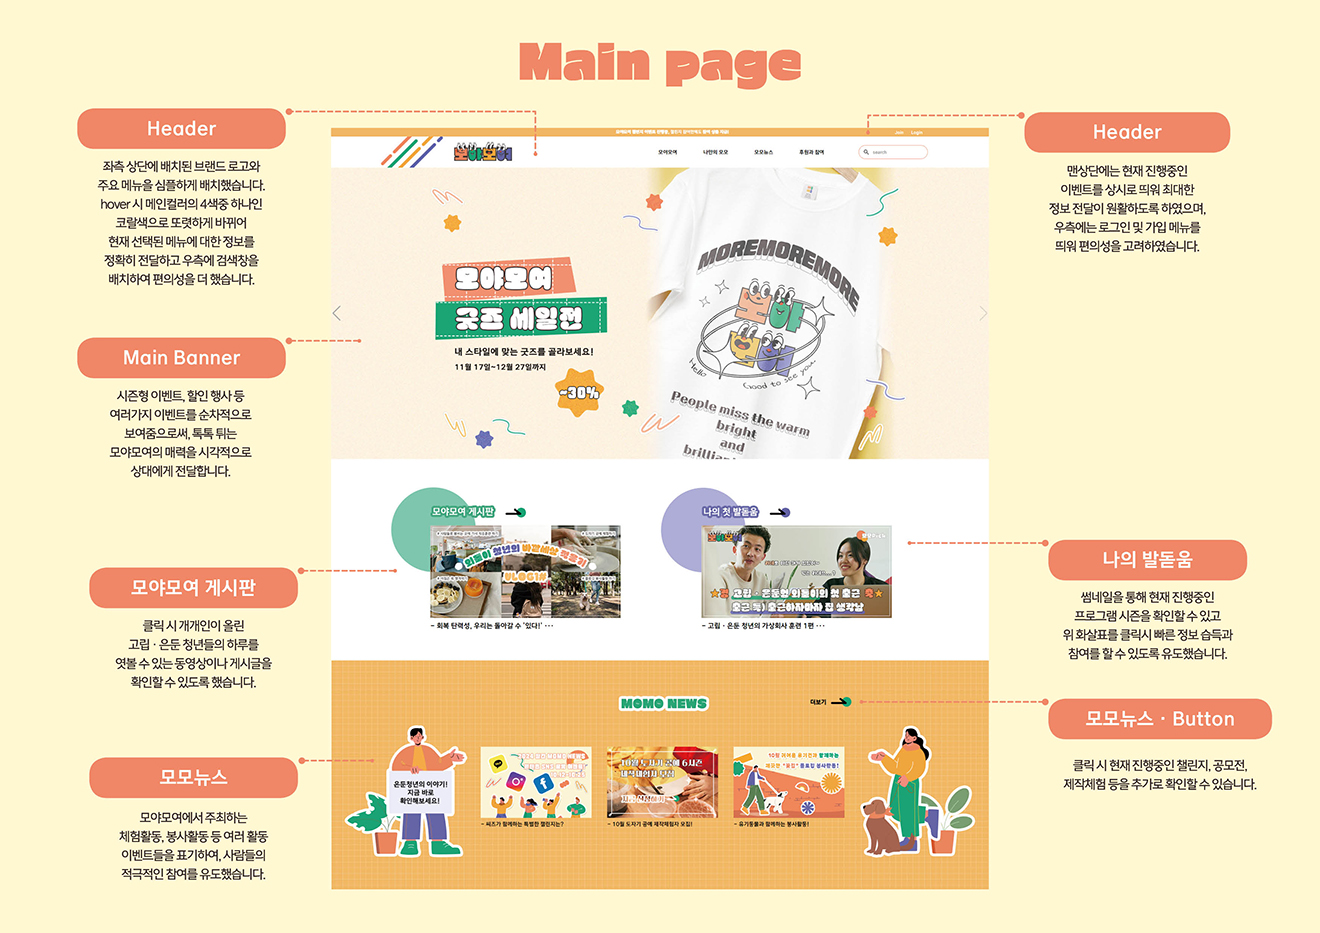 Main page
Header
좌측 상단에 배치된 브랜드 로고와
주요 메뉴을 심플하게 배치했습니다.
hover 시 메인컬러의 4색중 하나인
코랄색으로 또렷하게 바뀌어
현재 선택된 메뉴에 대한 정보를
정확히 전달하고 우측에 검색창을
배치하여 편의성을 더 했습니다.
Main Banner
시즌형 이벤트, 할인 행사 등
여러가지 이벤트를 순차적으로
보여줌으로써, 톡톡 튀는
모야모여의 매력을 시각적으로
상대에게 전달합니다.
모야모여 게시판
클릭 시 개개인이 올린
고립 · 은둔 청년들의 하루를
엿볼 수 있는 동영상이나 게시글을
확인할 수 있도록 했습니다.
모모뉴스
모야모여에서 주최하는
체험활동, 봉사활동 등 여러 활동
이벤트들을 표기하여, 사람들의
적극적인 참여를 유도했습니다.
Join Login
모야모여
모야모여 나만의 모모 모모뉴스 후원과 참여 search
모야모여
굿즈 세일전
내 스타일에 맞는 굿즈를 골라보세요!
11월 17일~12월 27일까지
-30%
MOREMOREMORE
모야
모여
Hello
Good to see you.
People miss the warm
bright
and
모야모여 게시판
외톨이 청년의 바깥세상 경충기
VLOG1#
- 회복 탄력성, 우리는 돌아갈 수 '있다!' ···
나의 첫 발돋움
모야모여
고립 · 은둔형 외톨이의 첫 출근
출근 룩) 출근하자마자 집 생각남
- 고립 · 은둔 청년의 가상회사 훈련 1편 ···
MOMO NEWS
더보기
은둔청년의 이야기!
지금 바로
확인해보세요!
- 씨즈가 함께하는 특별한 챌린지는?
10월 도자기 공예 6시즌
- 10월 도자기 공예 제작체험자 모집!
- 유기동물과 함께하는 봉사활동!
Header
맨상단에는 현재 진행중인
이벤트를 상시로 띄워 최대한
정보 전달이 원활하도록 하였으며,
우측에는 로그인 및 가입 메뉴를
띄워 편의성을 고려하였습니다.
나의 발돋움
썸네일을 통해 현재 진행중인
프로그램 시즌을 확인할 수 있고
위 화살표를 클릭시 빠른 정보 습득과
참여를 할 수 있도록 유도했습니다.
모모뉴스 · Button
클릭 시 현재 진행중인 챌린지, 공모전,
제작체험 등을 추가로 확인할 수 있습니다.